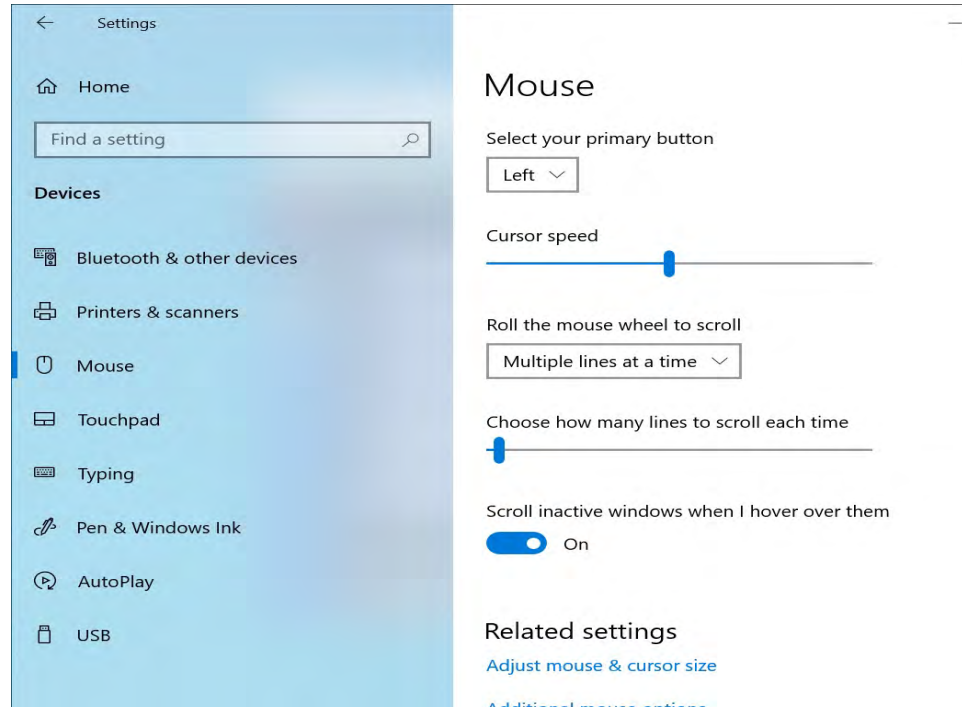 Settings
Home
Find a setting
Devices
Bluetooth & other devices
Printers & scanners
Mouse
Touchpad
Typing
Pen & Windows Ink
AutoPlay
USB
Mouse
Select your primary button
Left
Cursor speed
Roll the mouse wheel to scroll
Multiple lines at a time
Choose how many lines to scroll each time
Scroll inactive windows when I hover over them
On
Related settings
Adjust mouse & cursor size
Additional mouse options